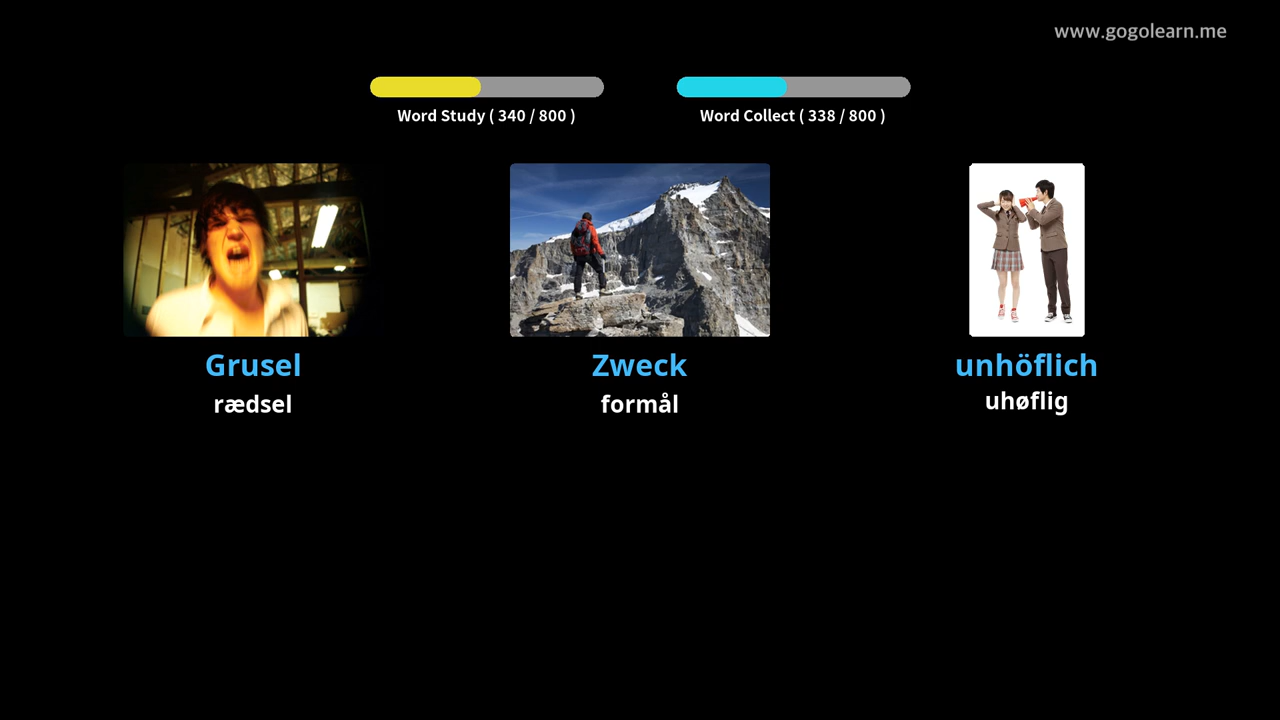 www.gogolearn.me
Word Study ( 340 / 800 )
Word Collect ( 338 / 800 )
Grusel
rædsel
Zweck
formål
unhöflich
uhøflig